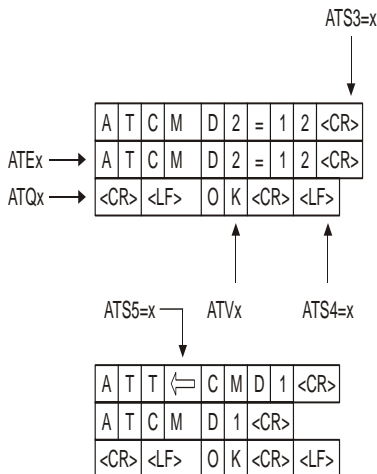 ATS3=x
A T C M D 2 = 1 2 <CR>
ATEx A T C M D 2 = 1 2 <CR>
ATQx <CR> <LF> O K <CR> <LF>
ATS5=x ATVx ATS4=x
A T T ⇦ C M D 1 <CR>
A T C M D 1 <CR>
<CR> <LF> O K <CR> <LF>